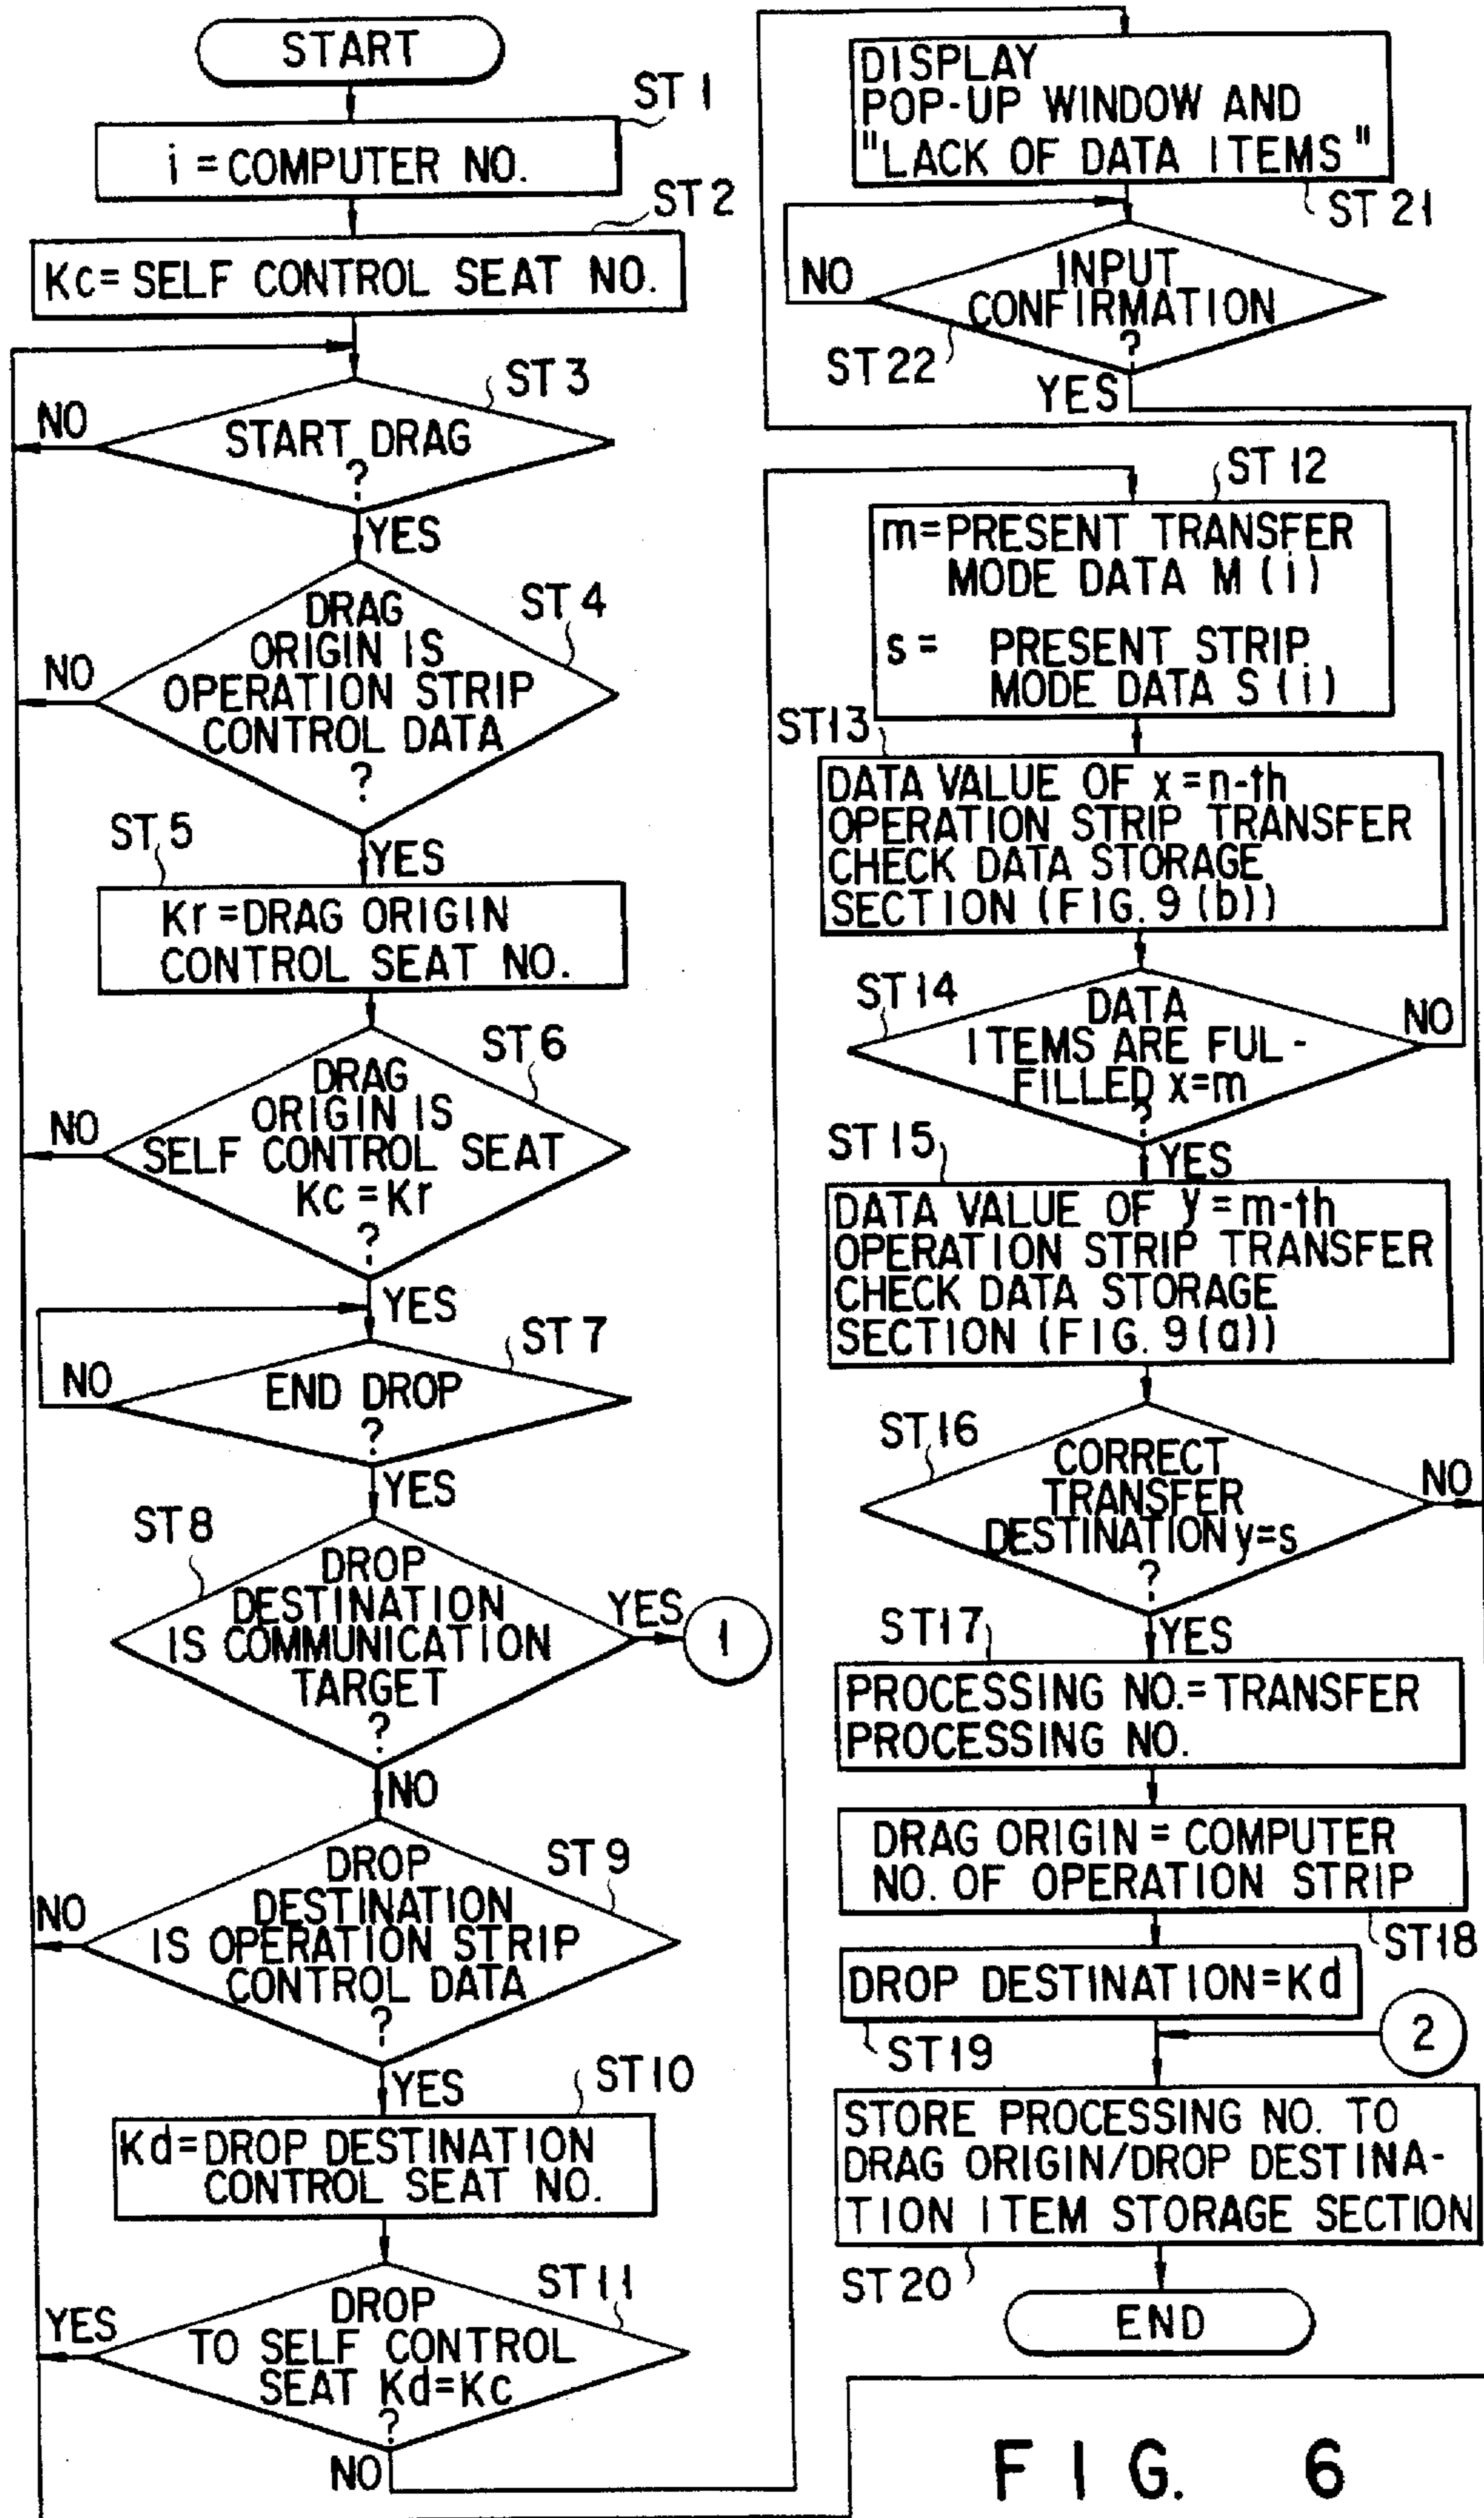 START
ST 1
i = COMPUTER NO.
ST 2
Kc = SELF CONTROL SEAT NO.
ST 3
NO
START DRAG
?
YES
DRAG
ST 4
ORIGIN IS
NO
OPERATION STRIP
CONTROL DATA
?
ST 5
YES
Kr = DRAG ORIGIN
CONTROL SEAT NO.
ST 6
DRAG
NO
ORIGIN IS
SELF CONTROL SEAT
Kc = Kr
?
YES
ST 7
NO
END DROP
?
YES
ST 8
DROP
DESTINATION
YES
1
IS COMMUNICATION
TARGET
?
NO
DROP
ST 9
NO
DESTINATION
IS OPERATION STRIP
CONTROL DATA
?
YES
ST 10
Kd = DROP DESTINATION
CONTROL SEAT NO.
ST 11
DROP
YES
TO SELF CONTROL
SEAT Kd = Kc
?
NO
DISPLAY
POP-UP WINDOW AND
"LACK OF DATA ITEMS"
ST 21
INPUT
NO
CONFIRMATION
?
ST 22
YES
ST 12
m = PRESENT TRANSFER
MODE DATA M (i)
s = PRESENT STRIP
MODE DATA S (i)
ST 13
DATA VALUE OF x = n-th
OPERATION STRIP TRANSFER
CHECK DATA STORAGE
SECTION (FIG. 9 (b))
ST 14
DATA
NO
ITEMS ARE FUL-
FILLED x = m
?
ST 15
YES
DATA VALUE OF y = m-th
OPERATION STRIP TRANSFER
CHECK DATA STORAGE
SECTION (FIG. 9 (a))
ST 16
CORRECT
NO
TRANSFER
DESTINATION y = s
?
ST 17
YES
PROCESSING NO. = TRANSFER
PROCESSING NO.
DRAG ORIGIN = COMPUTER
NO. OF OPERATION STRIP
ST 18
DROP DESTINATION = Kd
ST 19
2
STORE PROCESSING NO. TO
DRAG ORIGIN/DROP DESTINA-
TION ITEM STORAGE SECTION
ST 20
END
FIG. 6